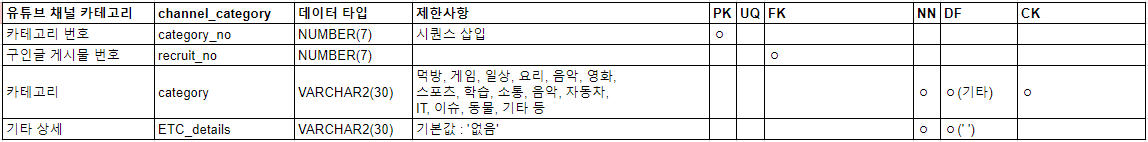 유튜브 채널 카테고리 channel_category 데이터 타입 제한사항 PK UQ FK NN DF CK
카테고리 번호 category_no NUMBER(7) 시퀀스 삽입 ○
구인글 게시물 번호 recruit_no NUMBER(7) ○
카테고리 category VARCHAR2(30) 먹방, 게임, 일상, 요리, 음악, 영화,
스포츠, 학습, 소통, 음악, 자동차,
IT, 이슈, 동물, 기타 등 ○ ○ (기타) ○
기타 상세 ETC_details VARCHAR2(30) 기본값 : '없음' ○ ○ (' ')